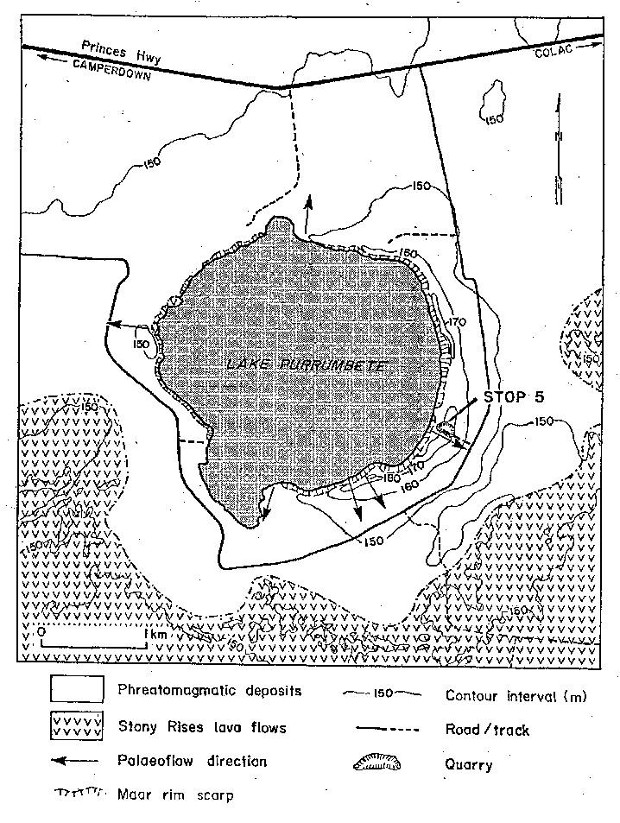 Princes Hwy
CAMPERDOWN
COLAC
150
150
N
150
160
170
150
150
LAKE PURRUMBETE
STOP 5
150
150
170
150
160
150
150
150
150
0 1 km
Phreatomagmatic deposits
Stony Rises lava flows
Palaeoflow direction
Maar rim scarp
150 Contour interval (m)
Road/track
Quarry